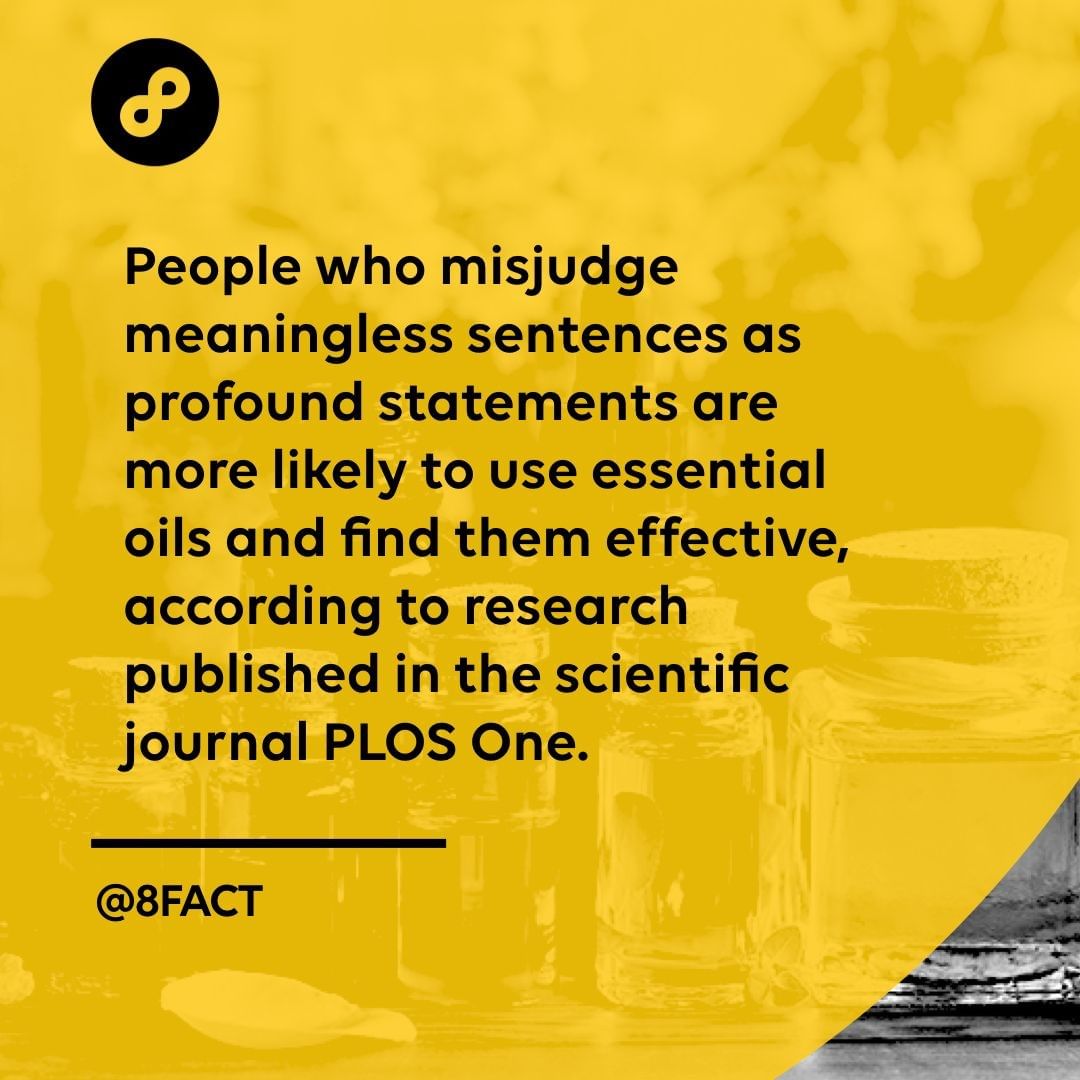 People who misjudge
meaningless sentences as
profound statements are
more likely to use essential
oils and find them effective,
according to research
published in the scientific
journal PLOS One.
@8FACT